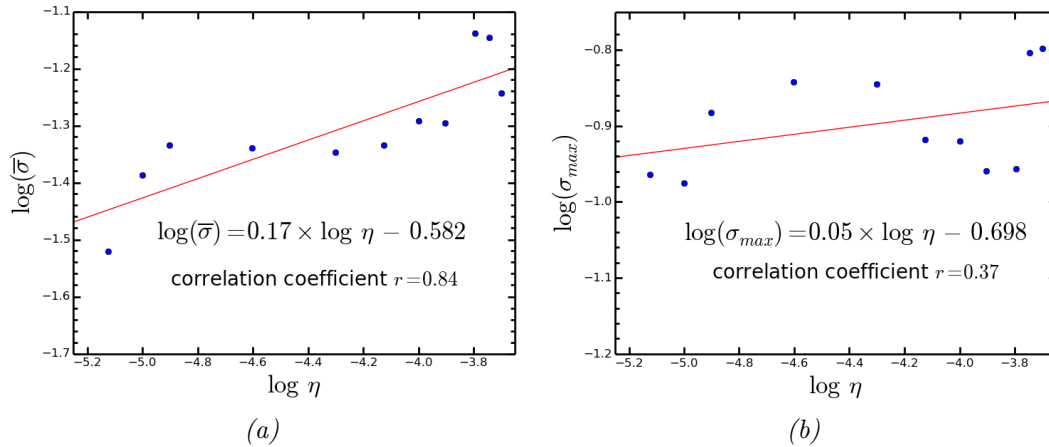 −1.1
−1.2
−1.3
−1.4
−1.5
−1.6
−1.7
log(σ̅)
log(σ̅) = 0.17 × log η − 0.582
correlation coefficient r = 0.84
−5.2 −5.0 −4.8 −4.6 −4.4 −4.2 −4.0 −3.8
log η
(a)
−0.8
−0.9
−1.0
−1.1
−1.2
log(σmax)
log(σmax) = 0.05 × log η − 0.698
correlation coefficient r = 0.37
−5.2 −5.0 −4.8 −4.6 −4.4 −4.2 −4.0 −3.8
log η
(b)